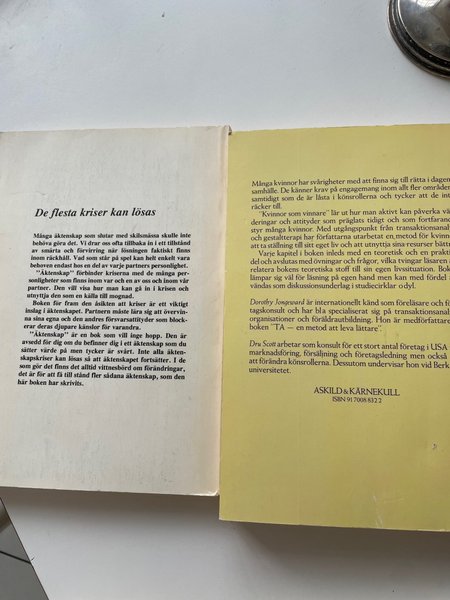 De flesta kriser kan lösas
Många äktenskap som slutar med skilsmässa skulle inte
behöva göra det. Vi drar oss ofta tillbaka in i ett tillstånd
av smärta och förvirring när lösningen faktiskt finns
inom räckhåll. Vad som står på spel kan helt enkelt vara
behoven endast hos en del av varje partners personlighet.
"Äktenskap" förbinder kriserna med de många per-
sonligheter som finns inom var och en av oss och inom vår
partner. Den vill visa hur man kan gå in i krisen och
utnyttja den som en källa till mognad.
Boken för fram den åsikten att kriser är ett viktigt
inslag i äktenskapet. Partnern måste lära sig att övervin-
na sina egna och den andres försvarsattityder som block-
erar deras djupare känslor för varandra.
"Äktenskap" är en bok som vill inge hopp. Den är
avsedd för dig om du befinner dig i ett äktenskap som du
sätter värde på men tycker är svårt. Inte alla äkten-
skapskriser kan lösas så att äktenskapet fortsätter. I de
som gör det finns det alltid vittnesbörd om förändringar,
det är för att få till stånd fler sådana äktenskap, som den
här boken har skrivits.
Många kvinnor har svårigheter med att finna sig till rätta i dagen
samhälle. De känner krav på engagemang inom allt fler områden
samtidigt som de är låsta i könsrollerna och tycker att de inte
räcker till.
"Kvinnor som vinnare" lär ut hur man aktivt kan påverka vä
deringar och attityder som präglats tidigt och som fortfarand
styr många kvinnor. Med utgångspunkt från transaktionsanal
och gestaltterapi har författarna utarbetat en metod för kvinn
att ta ställning till sitt eget liv och att utnyttja sina resurser bätt
Varje kapitel i boken inleds med en teoretisk och en prakti
del och avslutas med övningar och frågor, vilka tvingar läsaren
relatera bokens teoretiska stoff till sin egen livssituation. Bok
lämpar sig väl för läsning på egen hand men kan med fördel
vändas som diskussionsunderlag i studiecirklar o dyl.
Dorothy Jongeward är internationellt känd som föreläsare och fö
tagskonsult och har bla specialiserat sig på transaktionsanaly
organisationer och föräldrautbildning. Hon är medförfattare
boken "TA — en metod att leva lättare".
Dru Scott arbetar som konsult för ett stort antal företag i USA
marknadsföring, försäljning och företagsledning men också
att förändra könsrollerna. Dessutom undervisar hon vid Berk
universitetet.
ASKILD & KÄRNEKULL
ISBN 91 7008 832 2